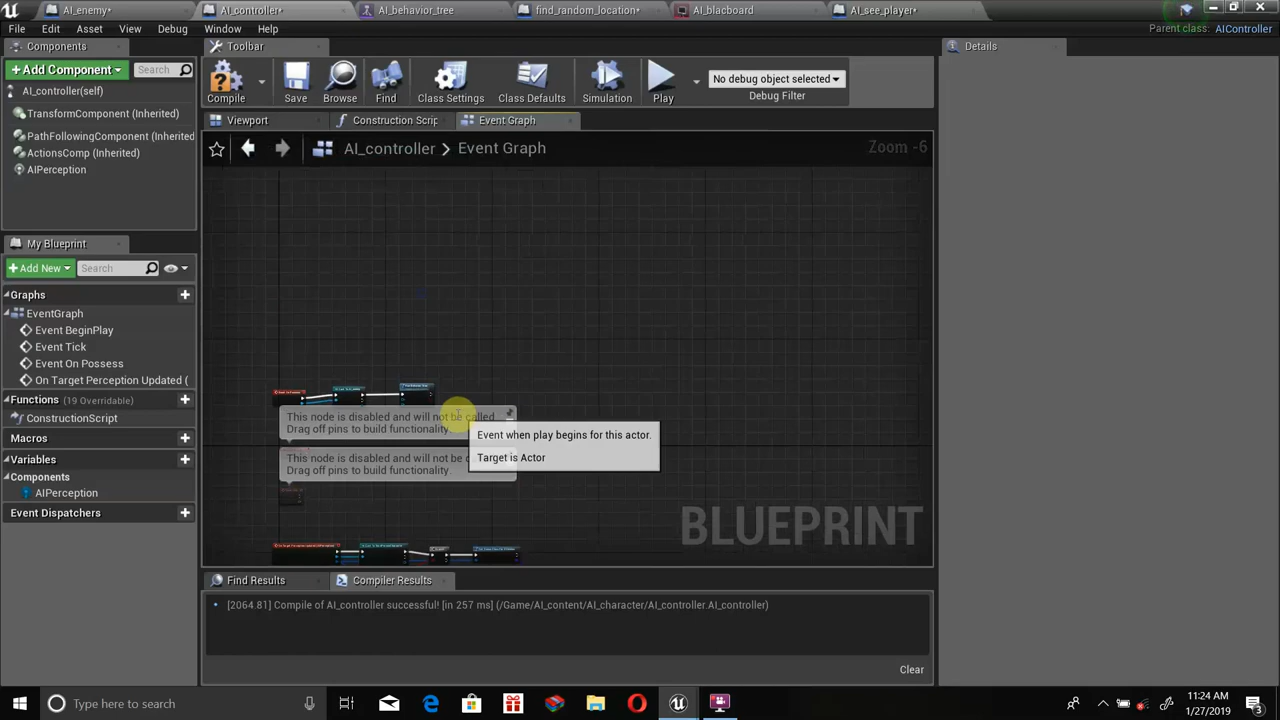 AI_enemy*
AI_controller*
AI_behavior_tree
find_random_location*
AI_blacboard
AI_see_player*
File Edit Asset View Debug Window Help
Parent class: AIController
Components
+Add Component
Search
AI_controller(self)
TransformComponent (Inherited)
PathFollowingComponent (Inherited
ActionsComp (Inherited)
AIPerception
Toolbar
Compile
Save
Browse
Find
Class Settings
Class Defaults
Simulation
Play
No debug object selected
Debug Filter
Viewport
Construction Scrip
Event Graph
AI_controller > Event Graph
Zoom -6
This node is disabled and will not be called.
Drag off pins to build functionality.
Event when play begins for this actor.
Target is Actor
This node is disabled and will not be c
Drag off pins to build functionality.
BLUEPRINT
My Blueprint
+Add New
Search
Graphs
EventGraph
Event BeginPlay
Event Tick
Event On Possess
On Target Perception Updated (
Functions (19 Overridable)
ConstructionScript
Macros
Variables
Components
AIPerception
Event Dispatchers
Find Results
Compiler Results
[2064.81] Compile of AI_controller successful! [in 257 ms] (/Game/AI_content/AI_character/AI_controller.AI_controller)
Clear
Details
Type here to search
11:24 AM
1/27/2019
3